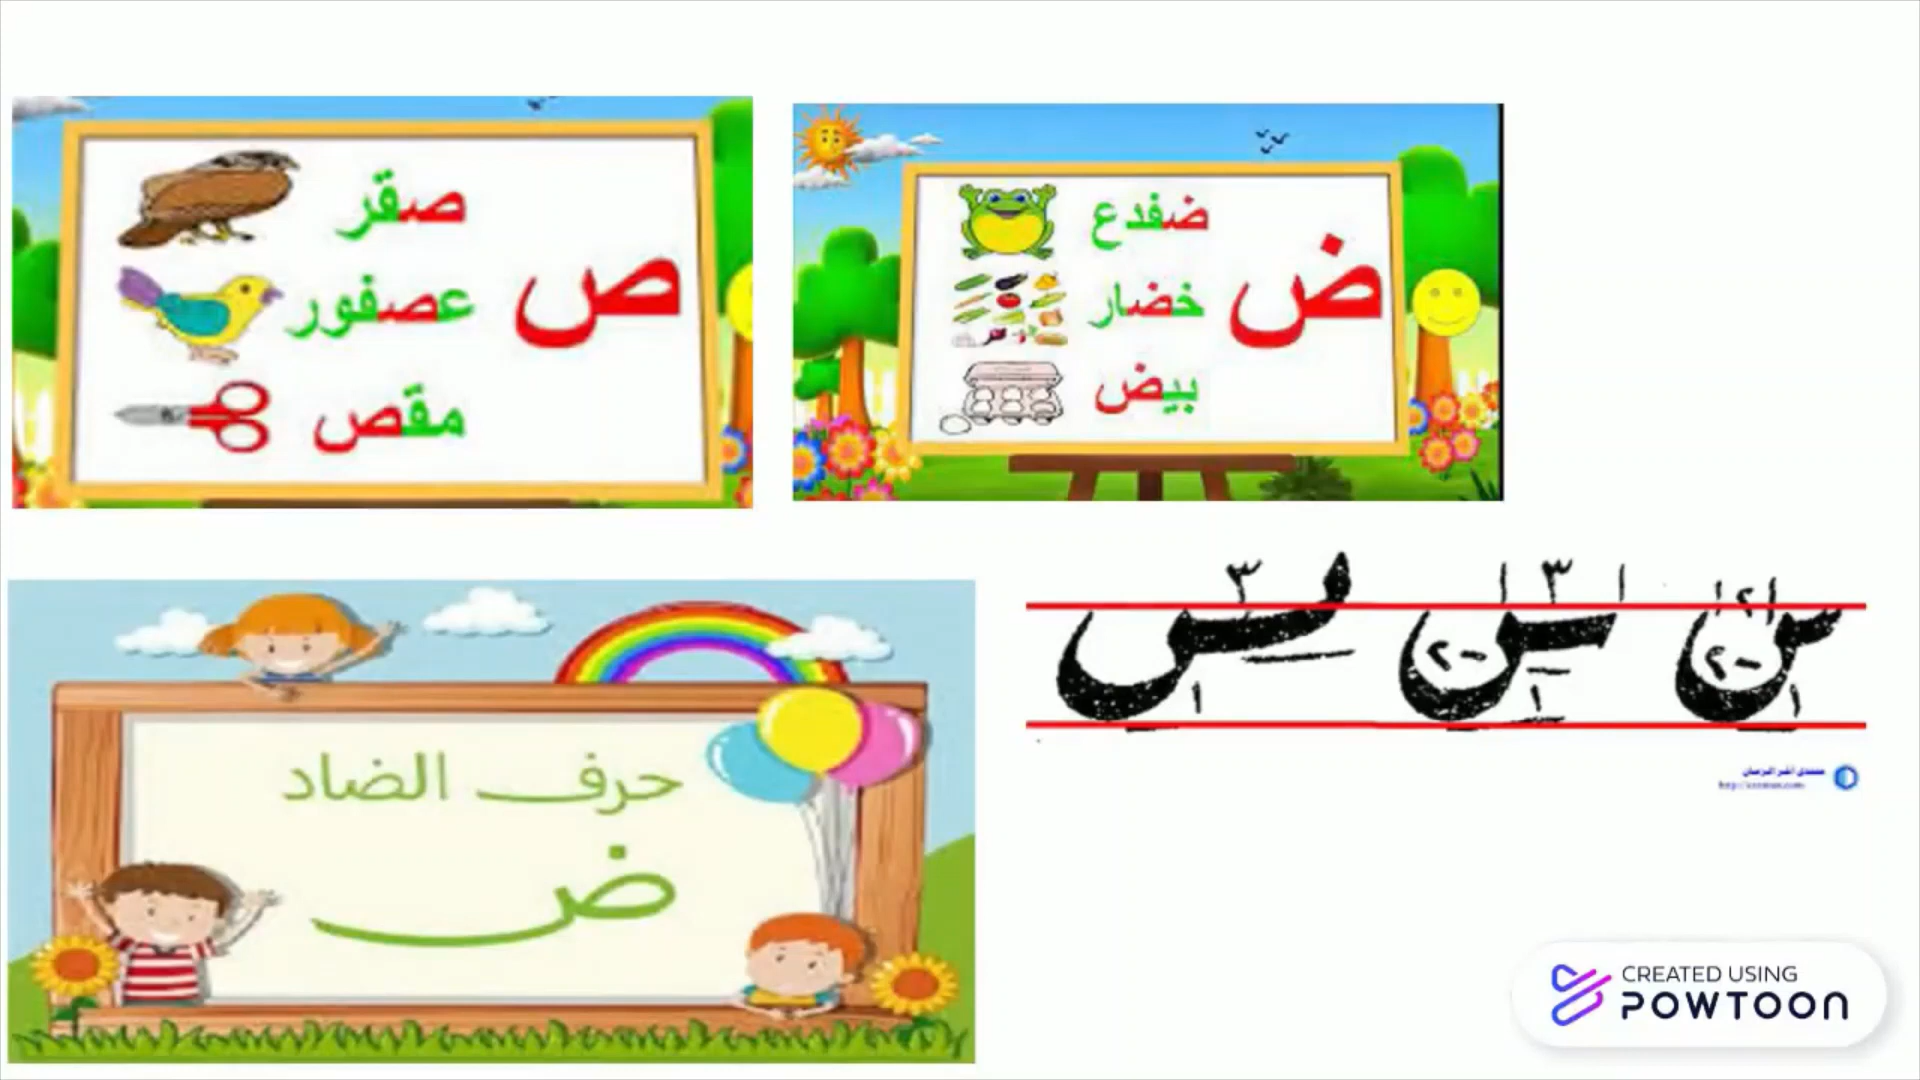 صقر
عصفور
مقص
ص
ضفدع
خضار
بيض
ض
حرف الضاد
ض
CREATED USING
POWTOON